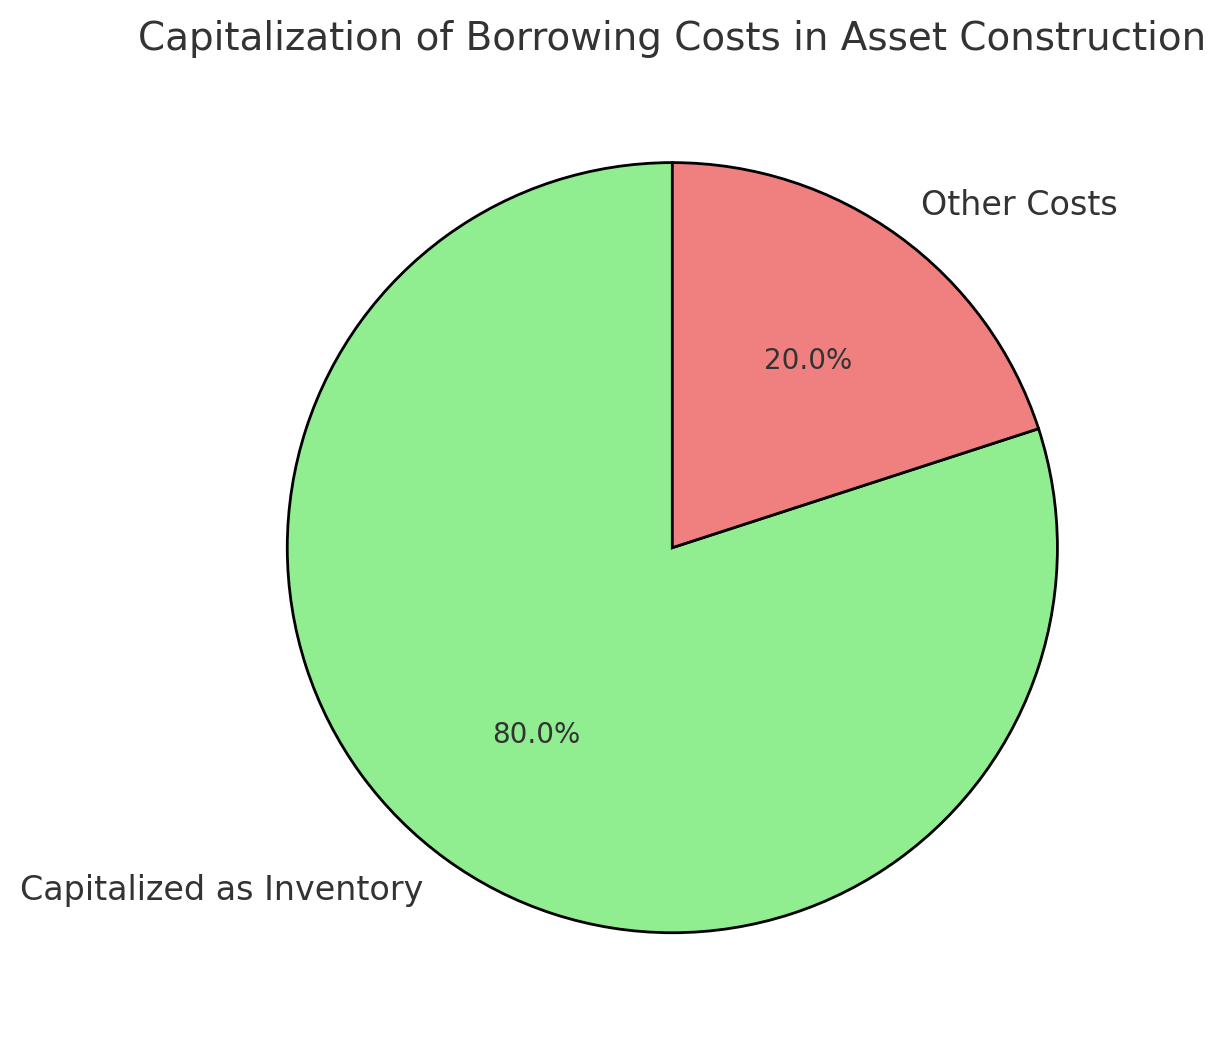 Capitalization of Borrowing Costs in Asset Construction
Other Costs
20.0%
80.0%
Capitalized as Inventory